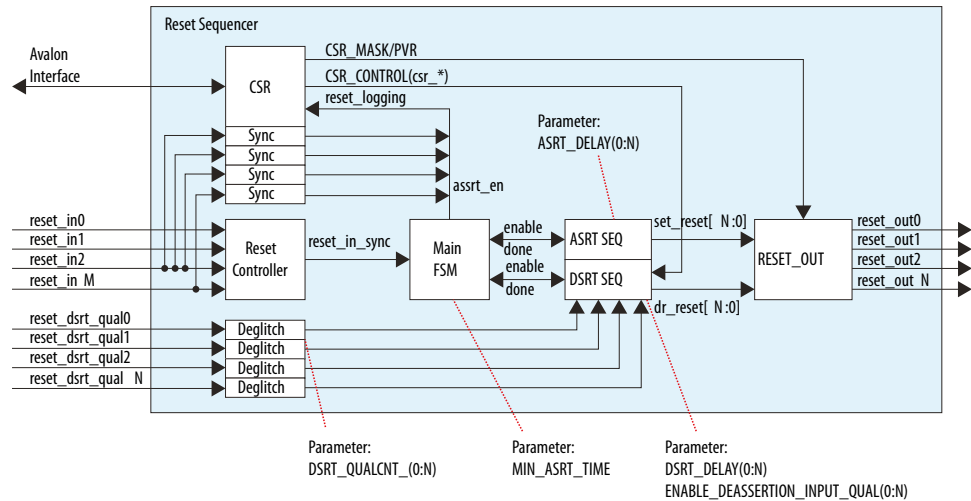 Reset Sequencer
Avalon
Interface
CSR
CSR_MASK/PVR
CSR_CONTROL(csr_*)
reset_logging
Sync
Sync
Sync
Sync
assrt_en
Parameter:
ASRT_DELAY(0:N)
reset_in0
reset_in1
reset_in2
reset_in M
Reset
Controller
reset_in_sync
Main
FSM
enable
done
enable
done
ASRT SEQ
DSRT SEQ
set_reset[ N:0]
dr_reset[ N:0]
RESET_OUT
reset_out0
reset_out1
reset_out2
reset_out N
reset_dsrt_qual0
reset_dsrt_qual1
reset_dsrt_qual2
reset_dsrt_qual N
Deglitch
Deglitch
Deglitch
Deglitch
Parameter:
DSRT_QUALCNT_(0:N)
Parameter:
MIN_ASRT_TIME
Parameter:
DSRT_DELAY(0:N)
ENABLE_DEASSERTION_INPUT_QUAL(0:N)